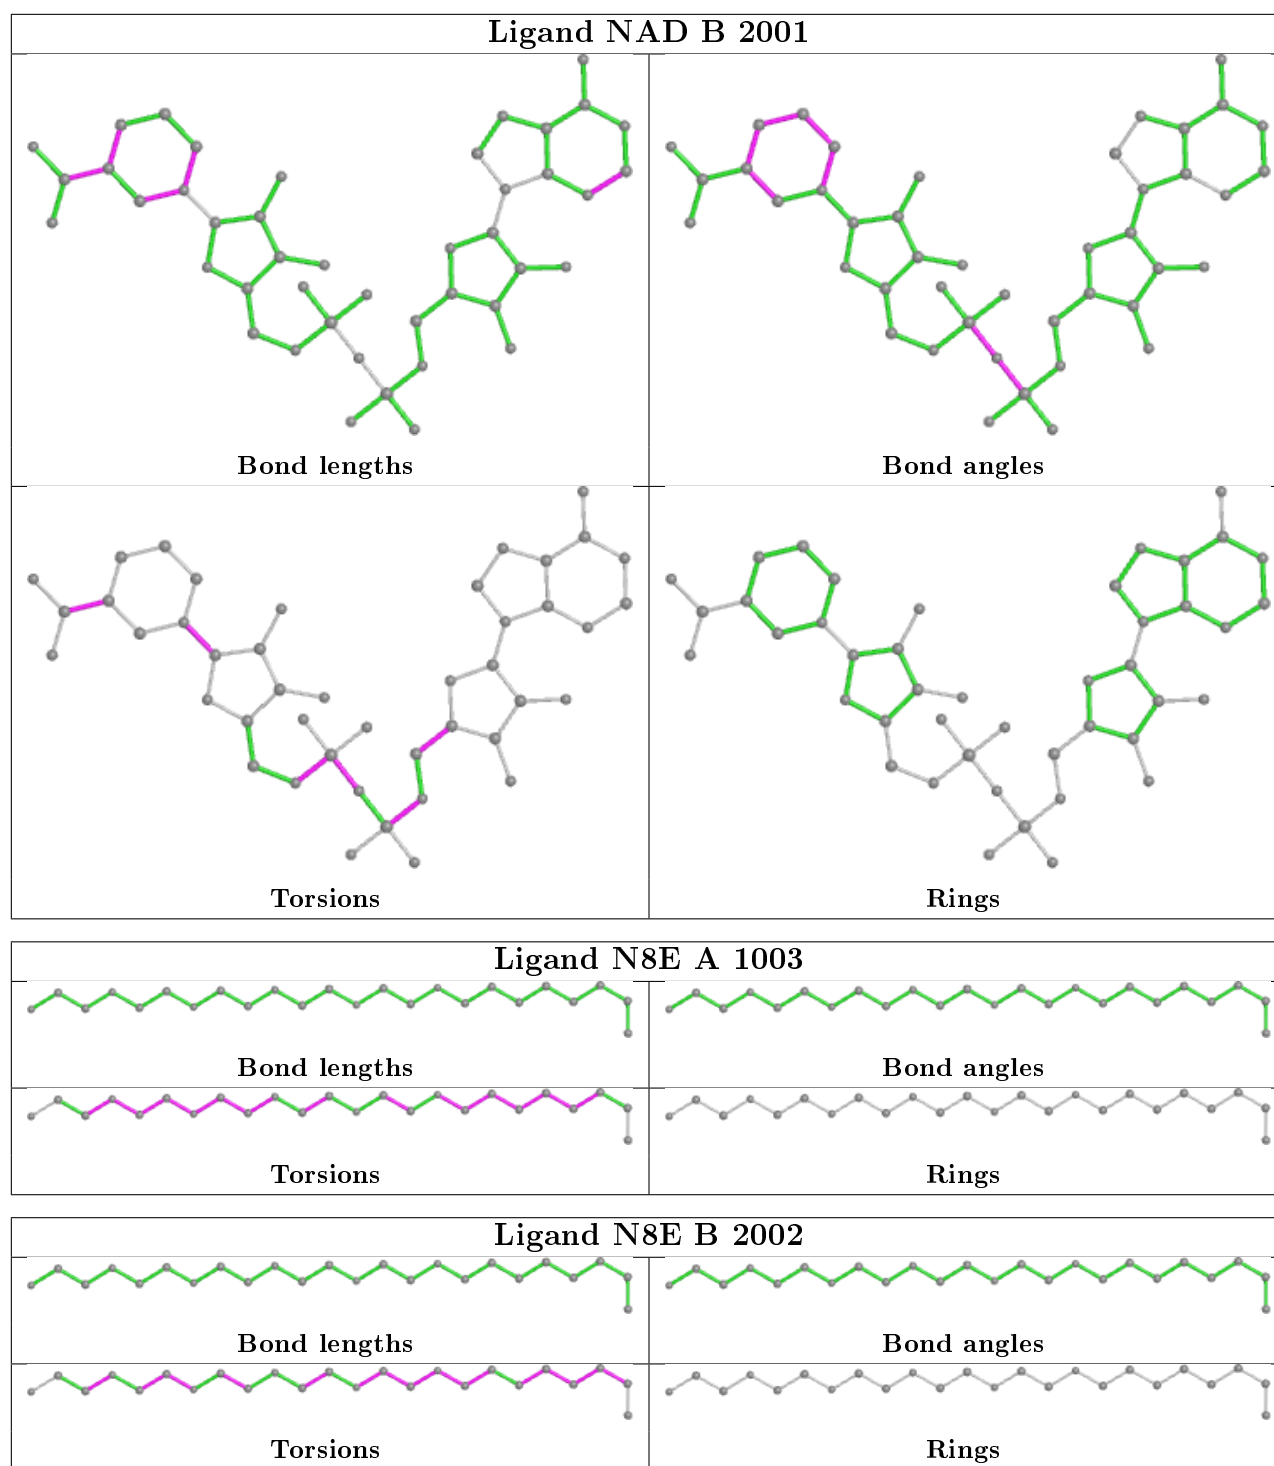 Ligand NAD B 2001
Bond lengths
Bond angles
Torsions
Rings
Ligand N8E A 1003
Bond lengths
Bond angles
Torsions
Rings
Ligand N8E B 2002
Bond lengths
Bond angles
Torsions
Rings